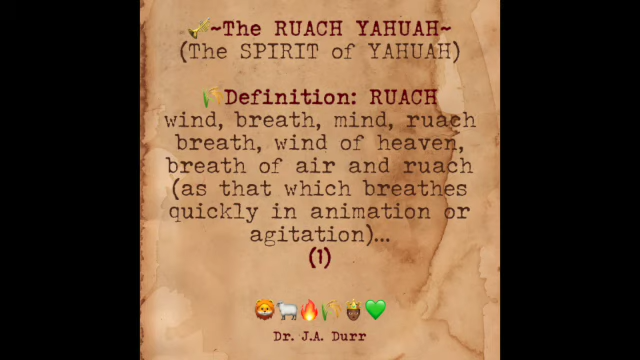 🎺~The RUACH YAHUAH~
(The SPIRIT of YAHUAH)
🌾Definition: RUACH
wind, breath, mind, ruach
breath, wind of heaven,
breath of air and ruach
(as that which breathes
quickly in animation or
agitation)...
(1)
🦁🐑🔥🌾🤴🏾💚
Dr. J.A. Durr